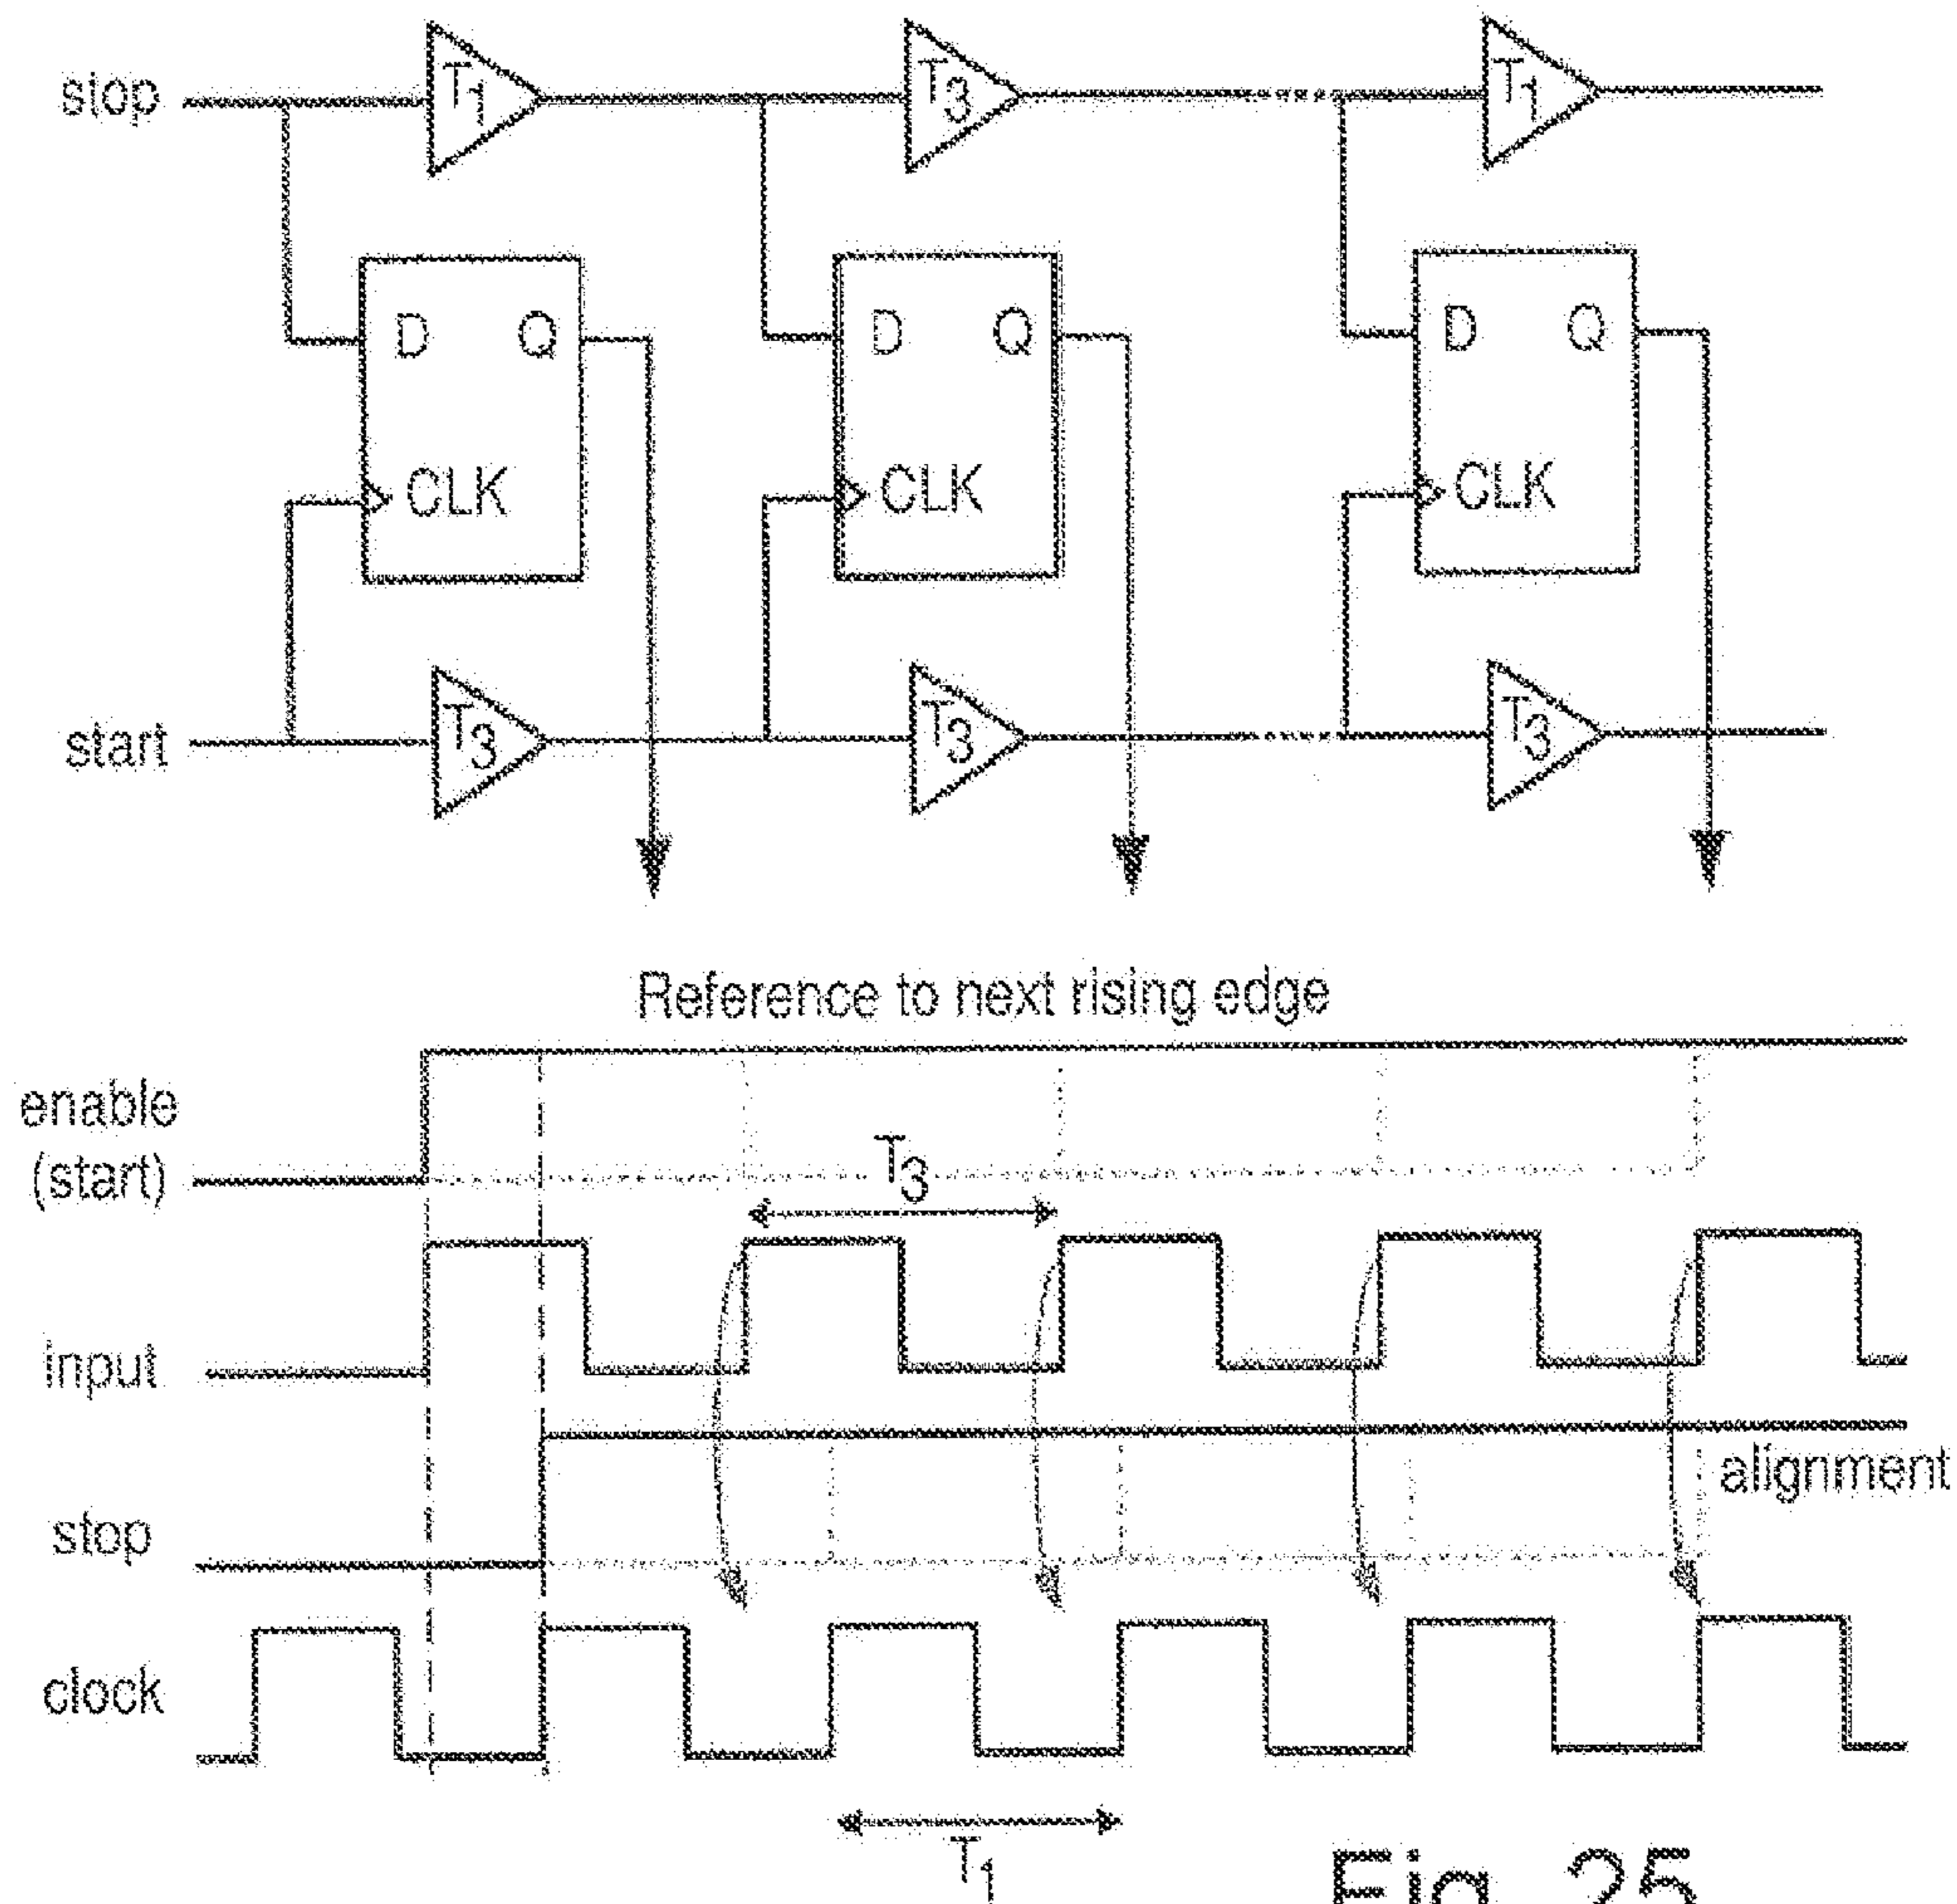 stop T1 T3 T1
D Q D Q D Q
CLK CLK CLK
start T3 T3 T3
Reference to next rising edge
enable
(start)
T3
input
alignment
stop
clock
T1
Fig. 25